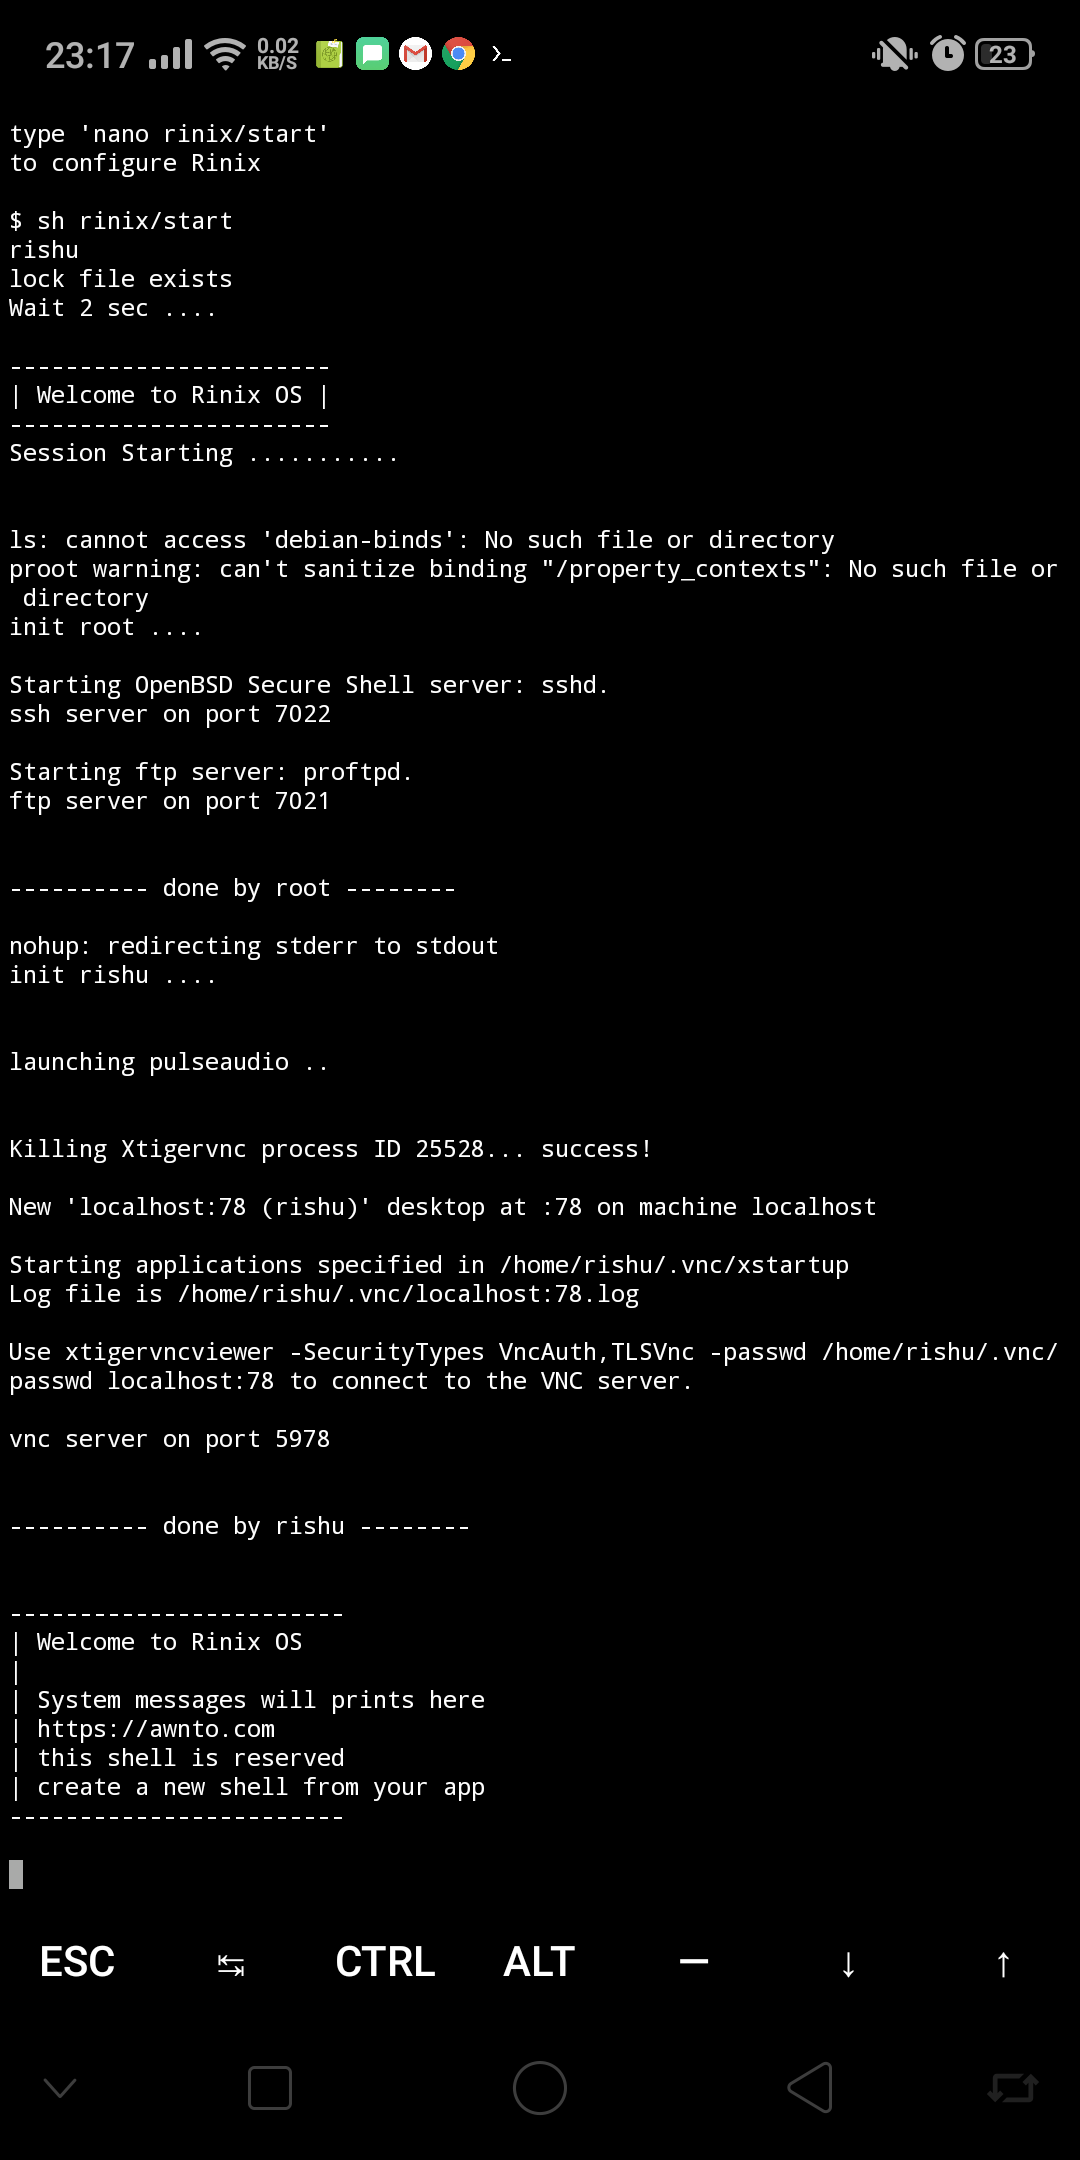 23:17 0.02 KB/S 23
type 'nano rinix/start'
to configure Rinix
$ sh rinix/start
rishu
lock file exists
Wait 2 sec ....
-----------------------
| Welcome to Rinix OS |
-----------------------
Session Starting ...........
ls: cannot access 'debian-binds': No such file or directory
proot warning: can't sanitize binding "/property_contexts": No such file or
 directory
init root ....
Starting OpenBSD Secure Shell server: sshd.
ssh server on port 7022
Starting ftp server: proftpd.
ftp server on port 7021
---------- done by root --------
nohup: redirecting stderr to stdout
init rishu ....
launching pulseaudio ..
Killing Xtigervnc process ID 25528... success!
New 'localhost:78 (rishu)' desktop at :78 on machine localhost
Starting applications specified in /home/rishu/.vnc/xstartup
Log file is /home/rishu/.vnc/localhost:78.log
Use xtigervncviewer -SecurityTypes VncAuth,TLSVnc -passwd /home/rishu/.vnc/
passwd localhost:78 to connect to the VNC server.
vnc server on port 5978
---------- done by rishu --------
------------------------
| Welcome to Rinix OS
|
| System messages will prints here
| https://awnto.com
| this shell is reserved
| create a new shell from your app
------------------------
ESC ↹ CTRL ALT — ↓ ↑